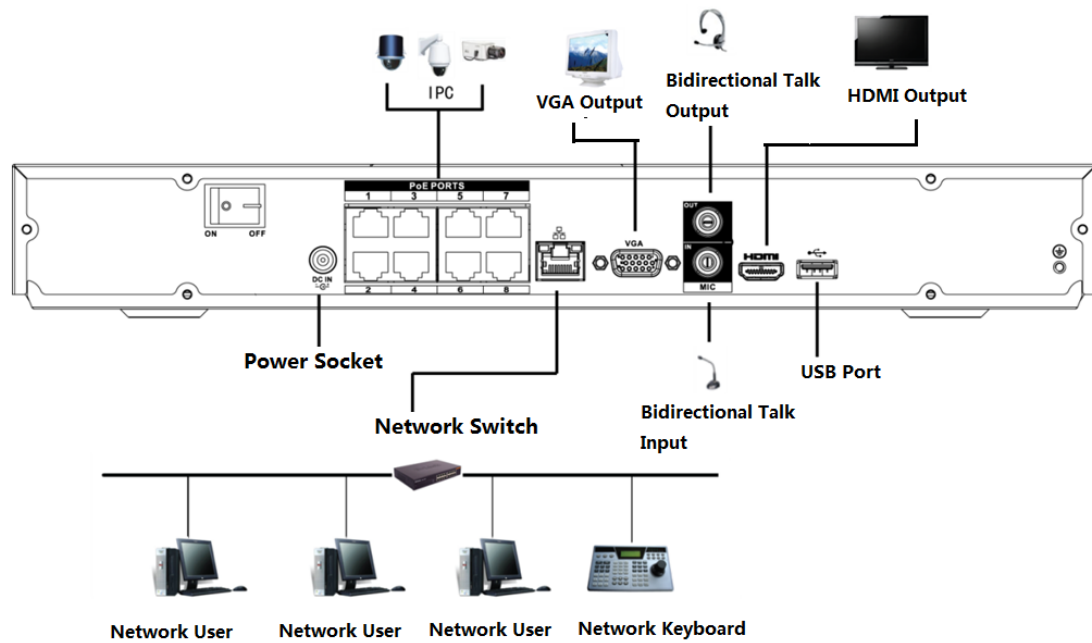 IPC
VGA Output
Bidirectional Talk
Output
HDMI Output
PoE PORTS
1 3 5 7
ON OFF
DC IN
2 4 6 8
VGA
OUT
IN
MIC
HDMI
Power Socket
Network Switch
Bidirectional Talk
Input
USB Port
Network User
Network User
Network User
Network Keyboard